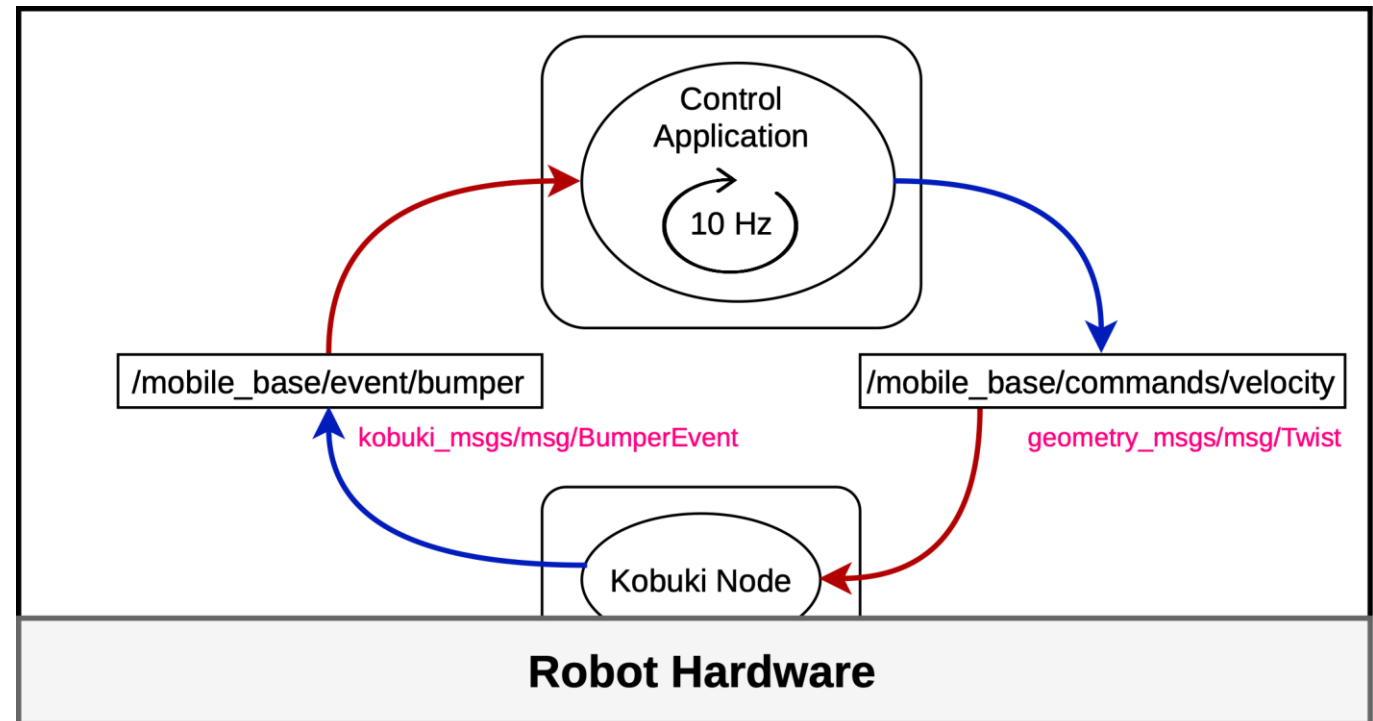 Control
Application
10 Hz
/mobile_base/event/bumper
/mobile_base/commands/velocity
kobuki_msgs/msg/BumperEvent
geometry_msgs/msg/Twist
Kobuki Node
Robot Hardware